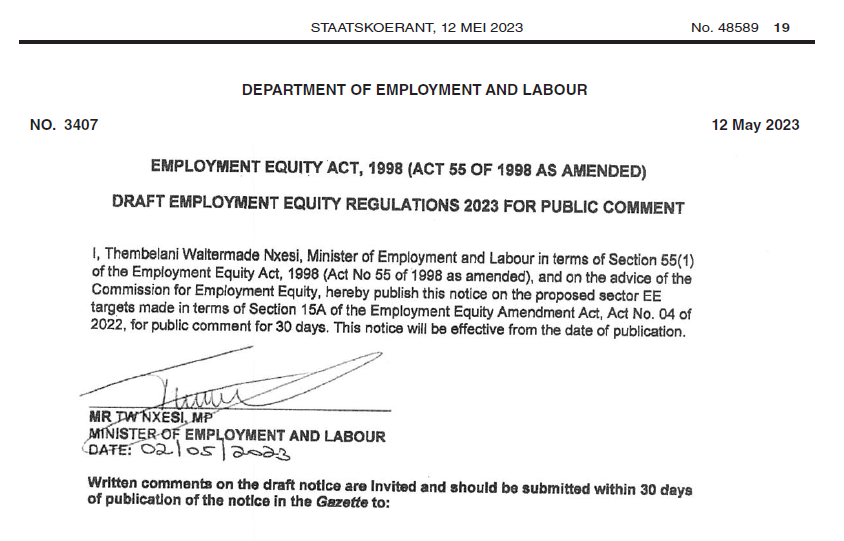 STAATSKOERANT, 12 MEI 2023 No. 48589 19
DEPARTMENT OF EMPLOYMENT AND LABOUR
NO. 3407 12 May 2023
EMPLOYMENT EQUITY ACT, 1998 (ACT 55 OF 1998 AS AMENDED)
DRAFT EMPLOYMENT EQUITY REGULATIONS 2023 FOR PUBLIC COMMENT
I, Thembelani Waltermade Nxesi, Minister of Employment and Labour in terms of Section 55(1)
of the Employment Equity Act, 1998 (Act No 55 of 1998 as amended), and on the advice of the
Commission for Employment Equity, hereby publish this notice on the proposed sector EE
targets made in terms of Section 15A of the Employment Equity Amendment Act, Act No. 04 of
2022, for public comment for 30 days. This notice will be effective from the date of publication.
MR TW NXESI, MP
MINISTER OF EMPLOYMENT AND LABOUR
DATE: 02/05/2023
Written comments on the draft notice are invited and should be submitted within 30 days
of publication of the notice in the Gazette to: